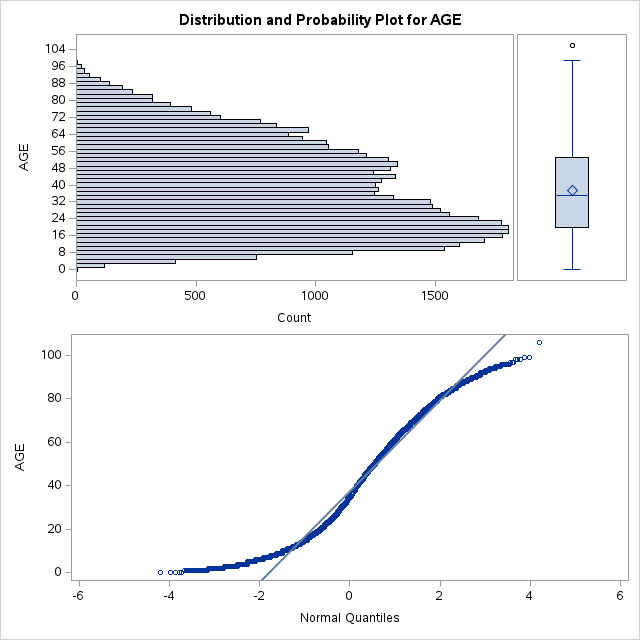 Distribution and Probability Plot for AGE
AGE
104
96
88
80
72
64
56
48
40
32
24
16
8
0
0 500 1000 1500
Count
AGE
100
80
60
40
20
0
-6 -4 -2 0 2 4 6
Normal Quantiles